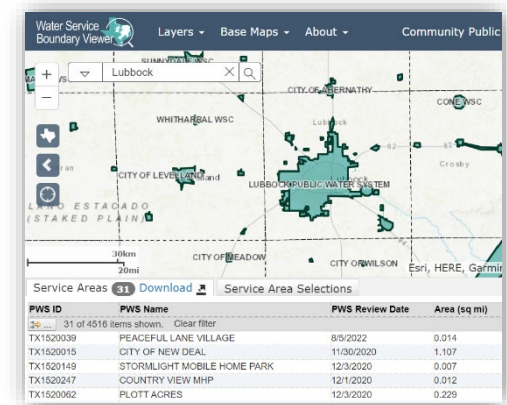 Water Service
Boundary Viewer
Layers
Base Maps
About
Community Public
Lubbock
CITY OF ABERNATHY
CONE WSC
WHITHARRAL WSC
Lubbock
Crosby
CITY OF LEVELLAND
LUBBOCK PUBLIC WATER SYSTEM
LLANO ESTACADO
(STAKED PLAIN)
30km
20mi
CITY OF MEADOW
CITY OF WILSON
Esri, HERE, Garmin
Service Areas 31 Download
Service Area Selections
PWS ID PWS Name PWS Review Date Area (sq mi)
31 of 4516 items shown. Clear filter
TX1520039 PEACEFUL LANE VILLAGE 8/5/2022 0.014
TX1520015 CITY OF NEW DEAL 11/30/2020 1.107
TX1520149 STORMLIGHT MOBILE HOME PARK 12/3/2020 0.007
TX1520247 COUNTRY VIEW MHP 12/1/2020 0.012
TX1520062 PLOTT ACRES 12/3/2020 0.229